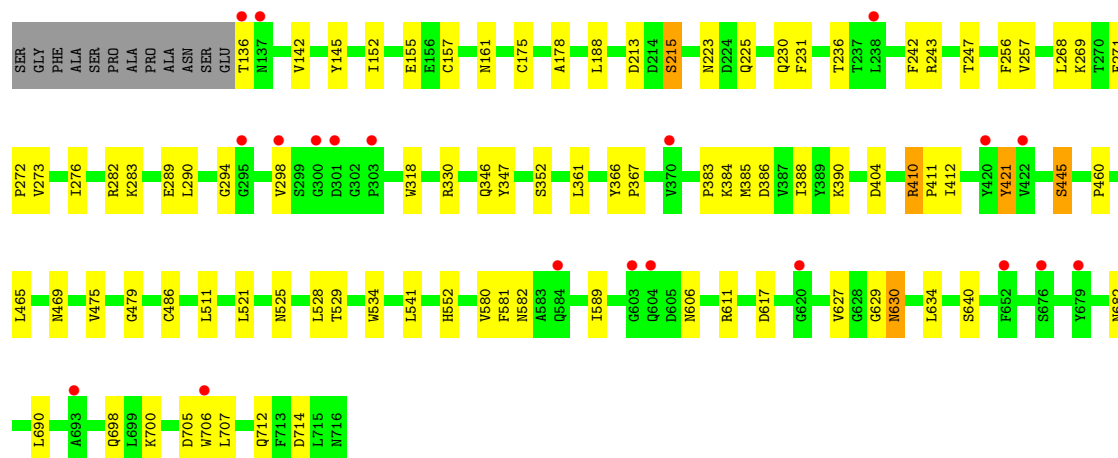 SER GLY PHE ALA SER PRO PRO ALA PRO ALA ASN SER GLU T136 N137 V142 Y145 I152 E155 E156 C157 N161 C175 A178 L188 D213 D214 S215 N223 D224 Q225 Q230 F231 T236 T237 L238 F242 R243 T247 F256 V257 L268 K269 T270
P272 V273 I276 R282 K283 E289 L290 G294 G295 V298 S299 G300 D301 G302 P303 W318 R330 Q346 Y347 S352 L361 Y366 P367 V370 P383 K384 M385 D386 V387 I388 Y389 K390 D404 R410 P411 I412 Y420 Y421 V422 S445 P460
L465 N469 V475 G479 C486 L511 L521 N525 L528 T529 W534 L541 H552 V580 F581 N582 A583 Q584 I589 G603 Q604 D605 N606 R611 D617 G620 V627 G628 G629 N630 L634 S640 F652 S676 Y679
L690 A693 Q698 L699 K700 D705 W706 L707 Q712 F713 D714 L715 N716